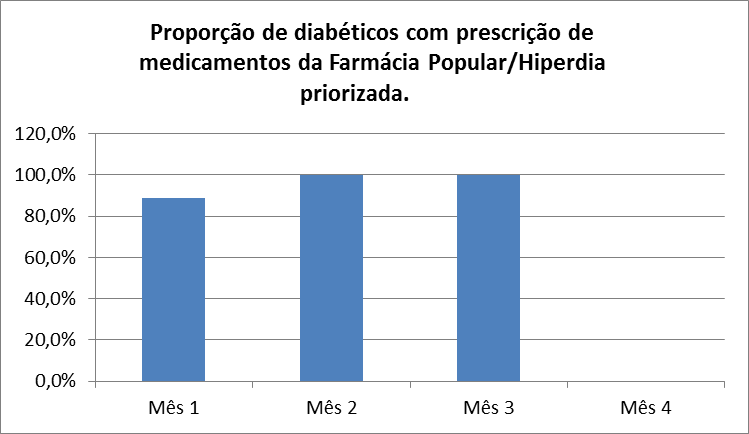 Proporção de diabéticos com prescrição de
medicamentos da Farmácia Popular/Hiperdia
priorizada.
120,0%
100,0%
80,0%
60,0%
40,0%
20,0%
0,0%
Mês 1 Mês 2 Mês 3 Mês 4